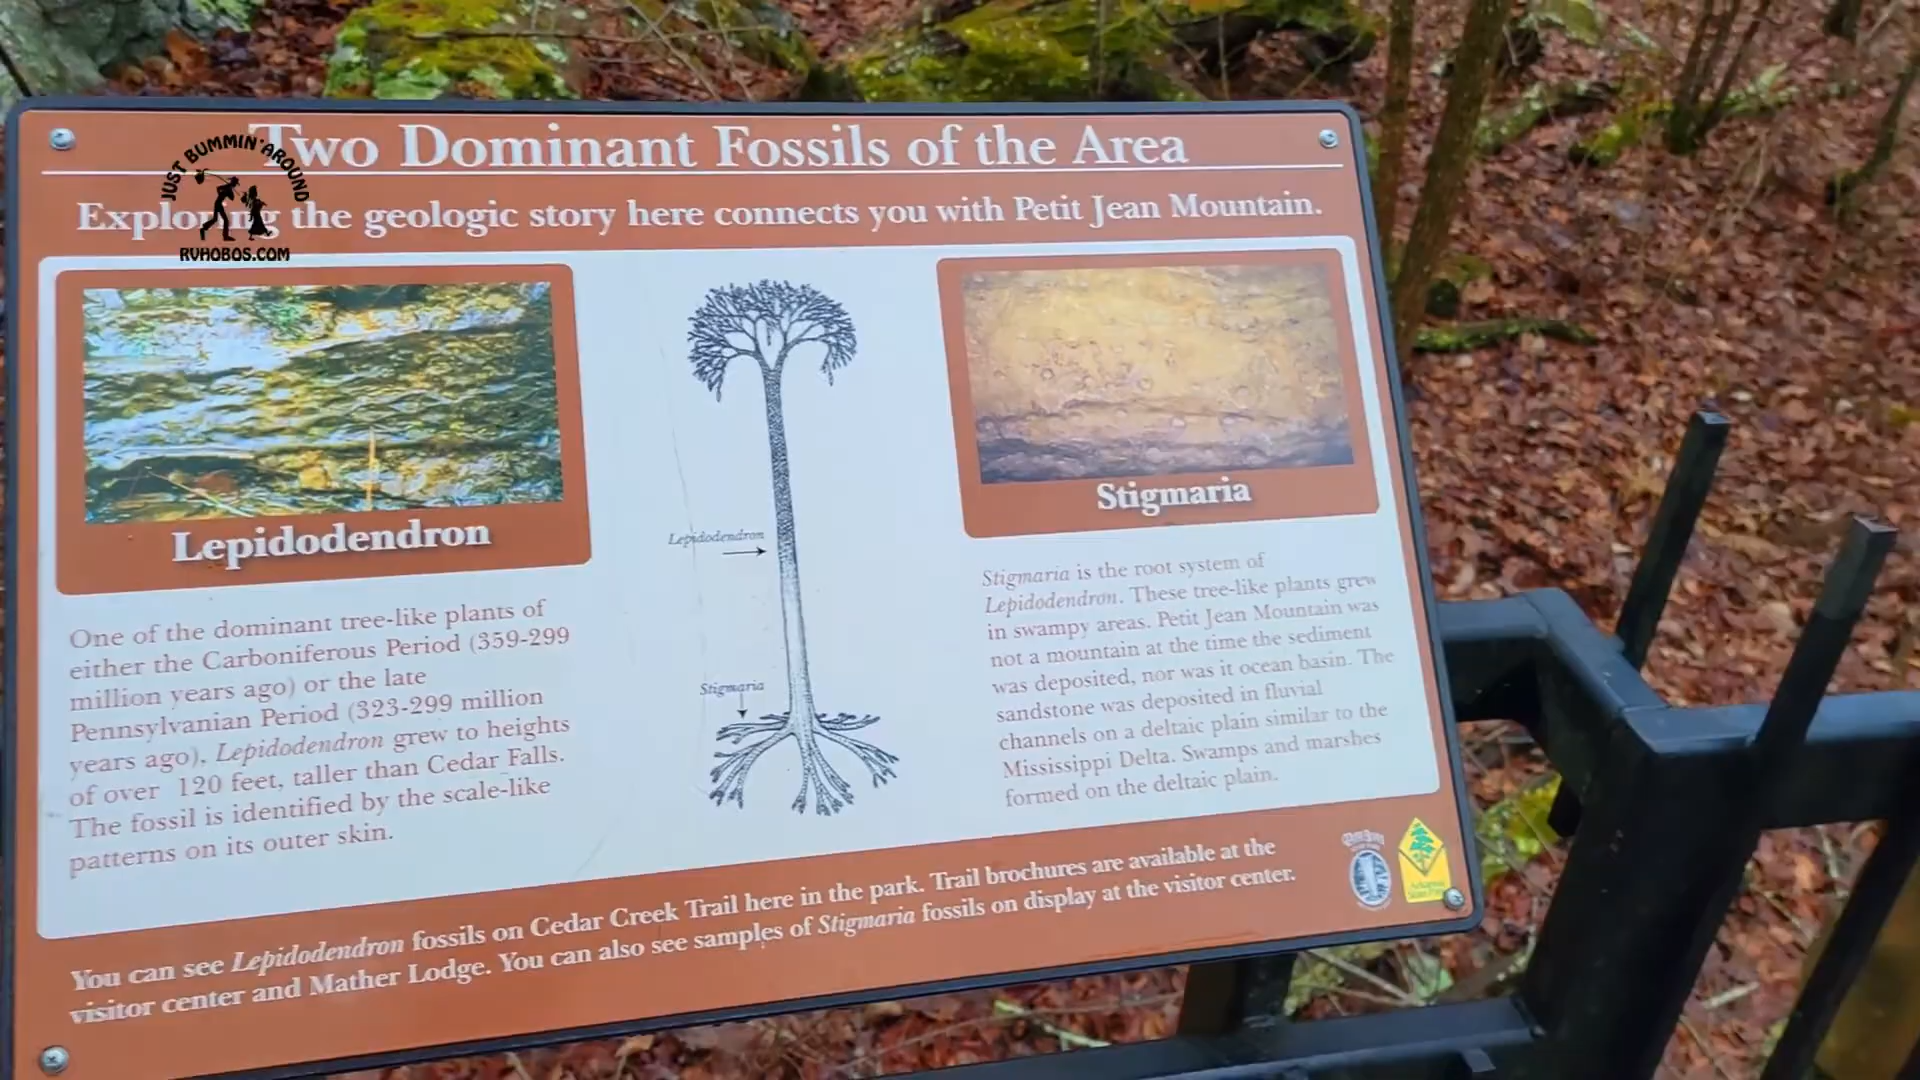 Two Dominant Fossils of the Area
JUST BUMMIN' AROUND
RVHOBOS.COM
Exploring the geologic story here connects you with Petit Jean Mountain.
Lepidodendron
One of the dominant tree-like plants of
either the Carboniferous Period (359-299
million years ago) or the late
Pennsylvanian Period (323-299 million
years ago), Lepidodendron grew to heights
of over 120 feet, taller than Cedar Falls.
The fossil is identified by the scale-like
patterns on its outer skin.
Lepidodendron
Stigmaria
Stigmaria
Stigmaria is the root system of
Lepidodendron. These tree-like plants grew
in swampy areas. Petit Jean Mountain was
not a mountain at the time the sediment
was deposited, nor was it ocean basin. The
sandstone was deposited in fluvial
channels on a deltaic plain similar to the
Mississippi Delta. Swamps and marshes
formed on the deltaic plain.
You can see Lepidodendron fossils on Cedar Creek Trail here in the park. Trail brochures are available at the
visitor center and Mather Lodge. You can also see samples of Stigmaria fossils on display at the visitor center.
Arkansas
State Parks